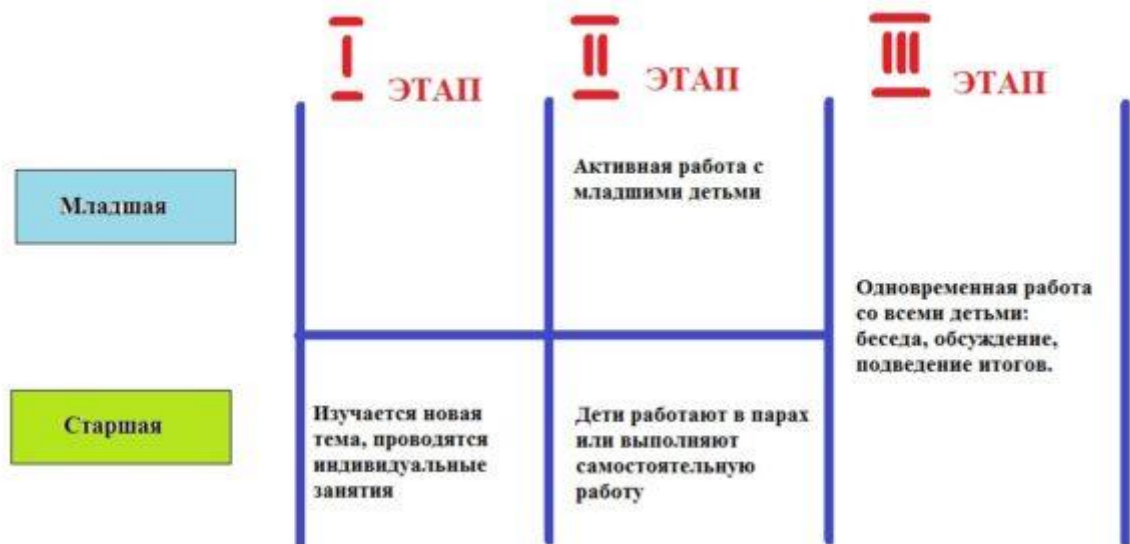 I ЭТАП
II ЭТАП
III ЭТАП
Младшая
Активная работа с
младшими детьми
Одновременная работа
со всеми детьми:
беседа, обсуждение,
подведение итогов.
Старшая
Изучается новая
тема, проводятся
индивидуальные
занятия
Дети работают в парах
или выполняют
самостоятельную
работу